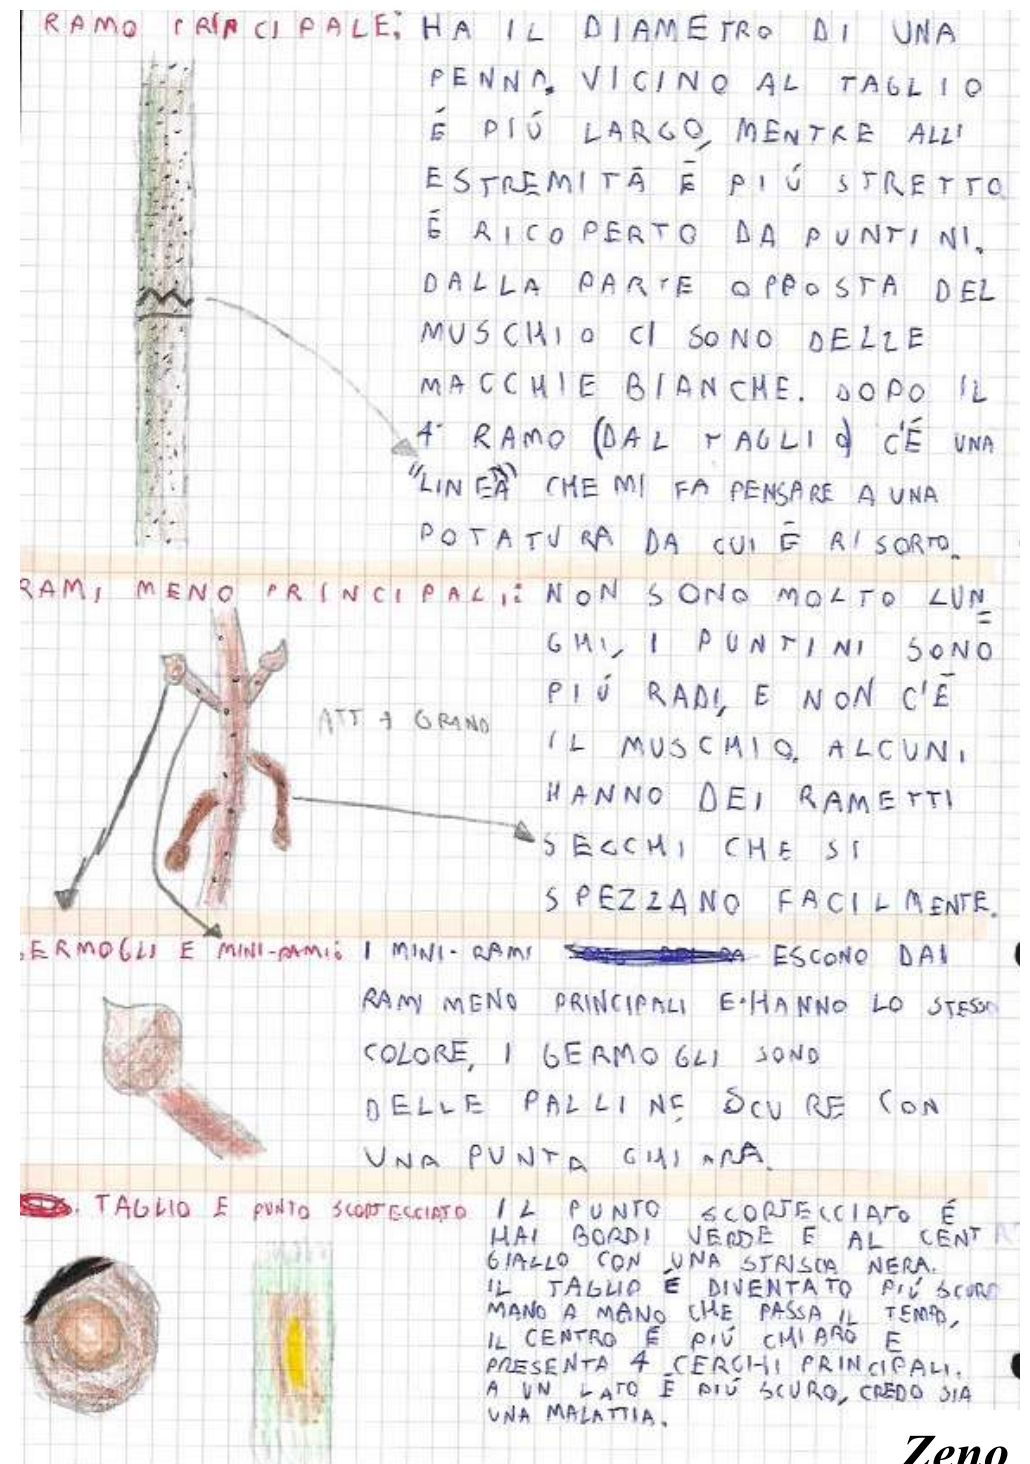 RAMO PRINCIPALE: HA IL DIAMETRO DI UNA
PENNA, VICINO AL TAGLIO
É PIÚ LARGO, MENTRE ALL'
ESTREMITÀ É PIÚ STRETTO
É RICOPERTO DA PUNTINI.
DALLA PARTE OPPOSTA DEL
MUSCHIO CI SONO DELLE
MACCHIE BIANCHE. DOPO IL
4° RAMO (DAL TAGLIO) C'É UNA
"LINEA" CHE MI FA PENSARE A UNA
POTATURA DA CUI É RISORTO.
RAMI MENO PRINCIPALI: NON SONO MOLTO LUN
GHI, I PUNTINI SONO
PIÚ RADI, E NON C'É
IL MUSCHIO. ALCUNI
ATT A GRAND
HANNO DEI RAMETTI
SECCHI CHE SI
SPEZZANO FACILMENTE.
GERMOGLI E MINI-RAMI: I MINI-RAMI ESCONO DAI
RAMI MENO PRINCIPALI E HANNO LO STESSO
COLORE, I GERMOGLI SONO
DELLE PALLINE SCURE CON
UNA PUNTA CHIARA.
TAGLIO E PUNTO SCORTECCIATO IL PUNTO SCORTECCIATO É
HAI BORDI VERDE E AL CENT
GIALLO CON UNA STRISCIA NERA.
IL TAGLIO É DIVENTATO PIÚ SCURO
MANO A MANO CHE PASSA IL TEMPO,
IL CENTRO É PIÚ CHIARO E
PRESENTA 4 CERCHI PRINCIPALI.
A UN LATO É PIÚ SCURO, CREDO SIA
UNA MALATTIA.
Zeno